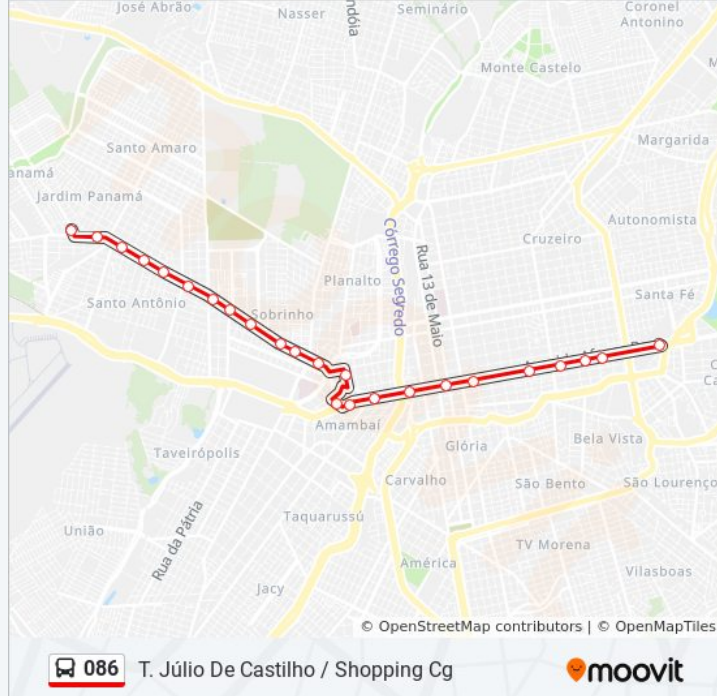 José Abrão
Nasser
ndóia
Seminário
Coronel
Antonino
Monte Castelo
Santo Amaro
Margarida
anamá
Jardim Panamá
Autonomista
Cruzeiro
Córrego Segredo
Rua 13 de Maio
Planalto
Santa Fé
Santo Antônio
Sobrinho
Amambaí
Glória
Bela Vista
Taveirópolis
Carvalho
São Bento
São Lourenço
Taquarussú
Rua da Pátria
União
TV Morena
América
Vilasboas
Jacy
© OpenStreetMap contributors | © OpenMapTiles
086 T. Júlio De Castilho / Shopping Cg
moovit